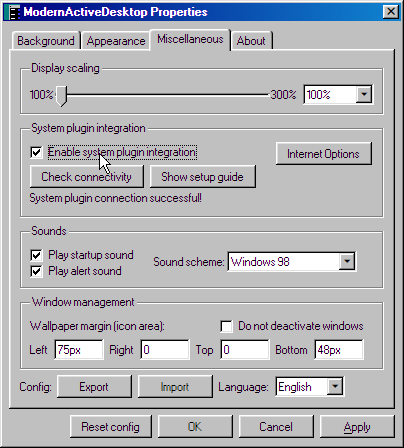 ModernActiveDesktop Properties
Background Appearance Miscellaneous About
Display scaling
100% 300% 100%
System plugin integration
Enable system plugin integration Internet Options
Check connectivity Show setup guide
System plugin connection successful!
Sounds
Play startup sound
Play alert sound
Sound scheme: Windows 98
Window management
Wallpaper margin (icon area): Do not deactivate windows
Left 75px Right 0 Top 0 Bottom 48px
Config: Export Import Language: English
Reset config OK Cancel Apply